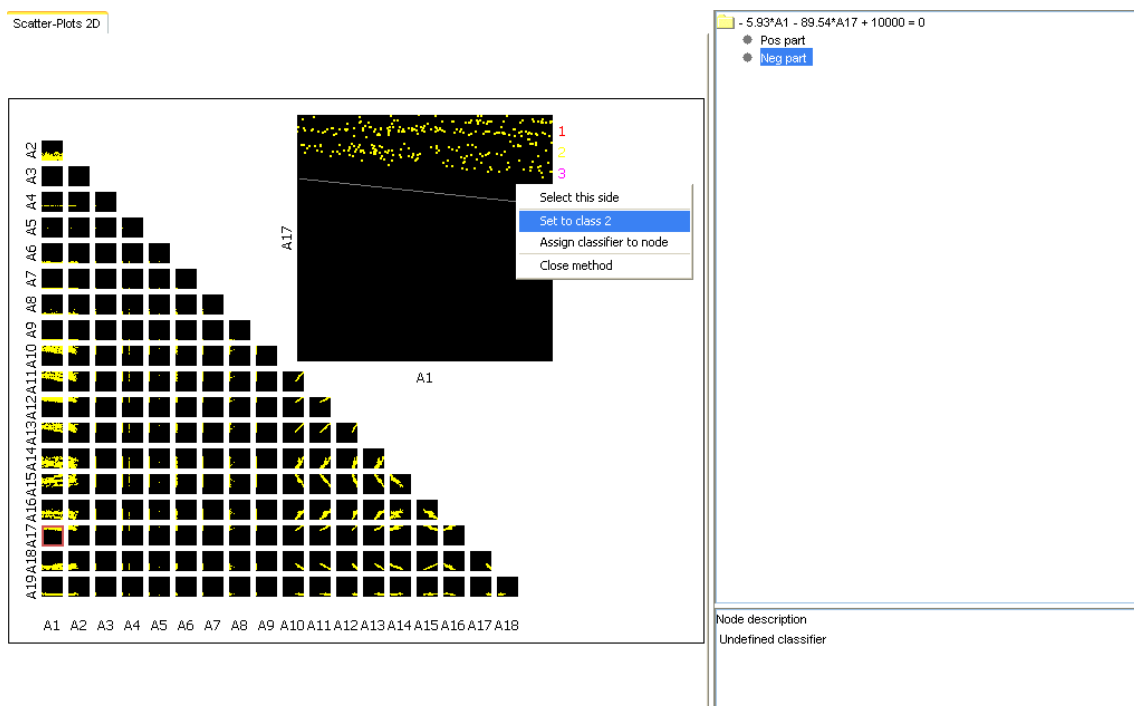 Scatter-Plots 2D
- 5.93*A1 - 89.54*A17 + 10000 = 0
Pos part
Neg part
1
2
3
A17
A1
Select this side
Set to class 2
Assign classifier to node
Close method
A2
A3
A4
A5
A6
A7
A8
A9
A10
A11
A12
A13
A14
A15
A16
A17
A18
A19
A1 A2 A3 A4 A5 A6 A7 A8 A9 A10 A11 A12 A13 A14 A15 A16 A17 A18
Node description
Undefined classifier